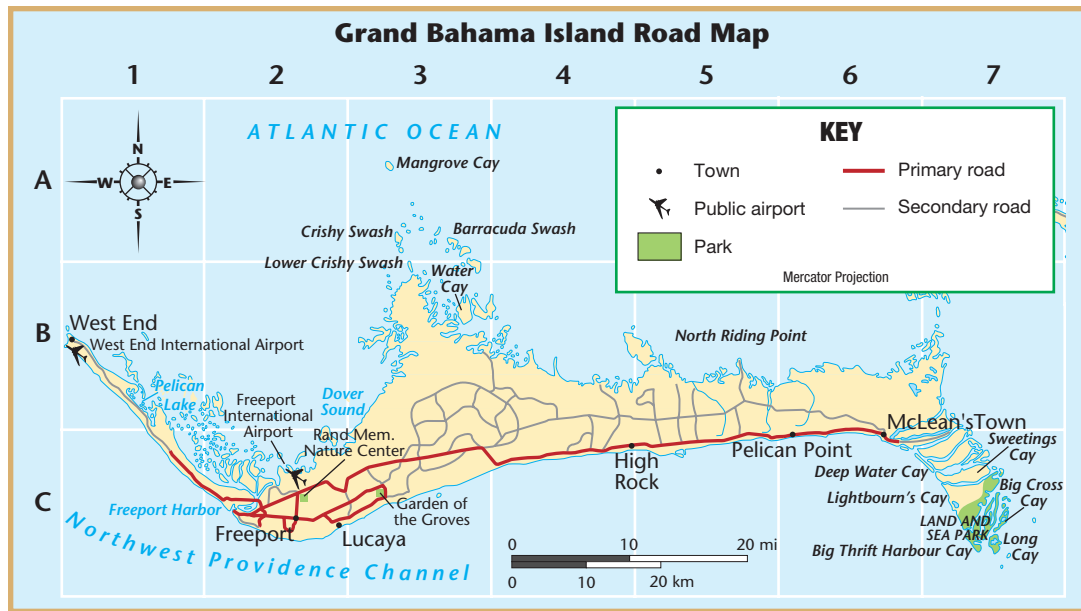 Grand Bahama Island Road Map
1 2 3 4 5 6 7
A
B
C
N
W
E
S
ATLANTIC OCEAN
Mangrove Cay
Crishy Swash
Barracuda Swash
Lower Crishy Swash
Water
Cay
KEY
Town
Primary road
Public airport
Secondary road
Park
Mercator Projection
West End
West End International Airport
North Riding Point
Pelican
Lake
Dover
Sound
Freeport
International
Airport
Rand Mem.
Nature Center
McLean'sTown
Sweetings
Cay
Pelican Point
High
Rock
Deep Water Cay
Big Cross
Cay
Lightbourn's Cay
Freeport Harbor
Garden of
the Groves
LAND AND
SEA PARK
Freeport
Lucaya
Long
Cay
Big Thrift Harbour Cay
Northwest Providence Channel
0 10 20 mi
0 10 20 km